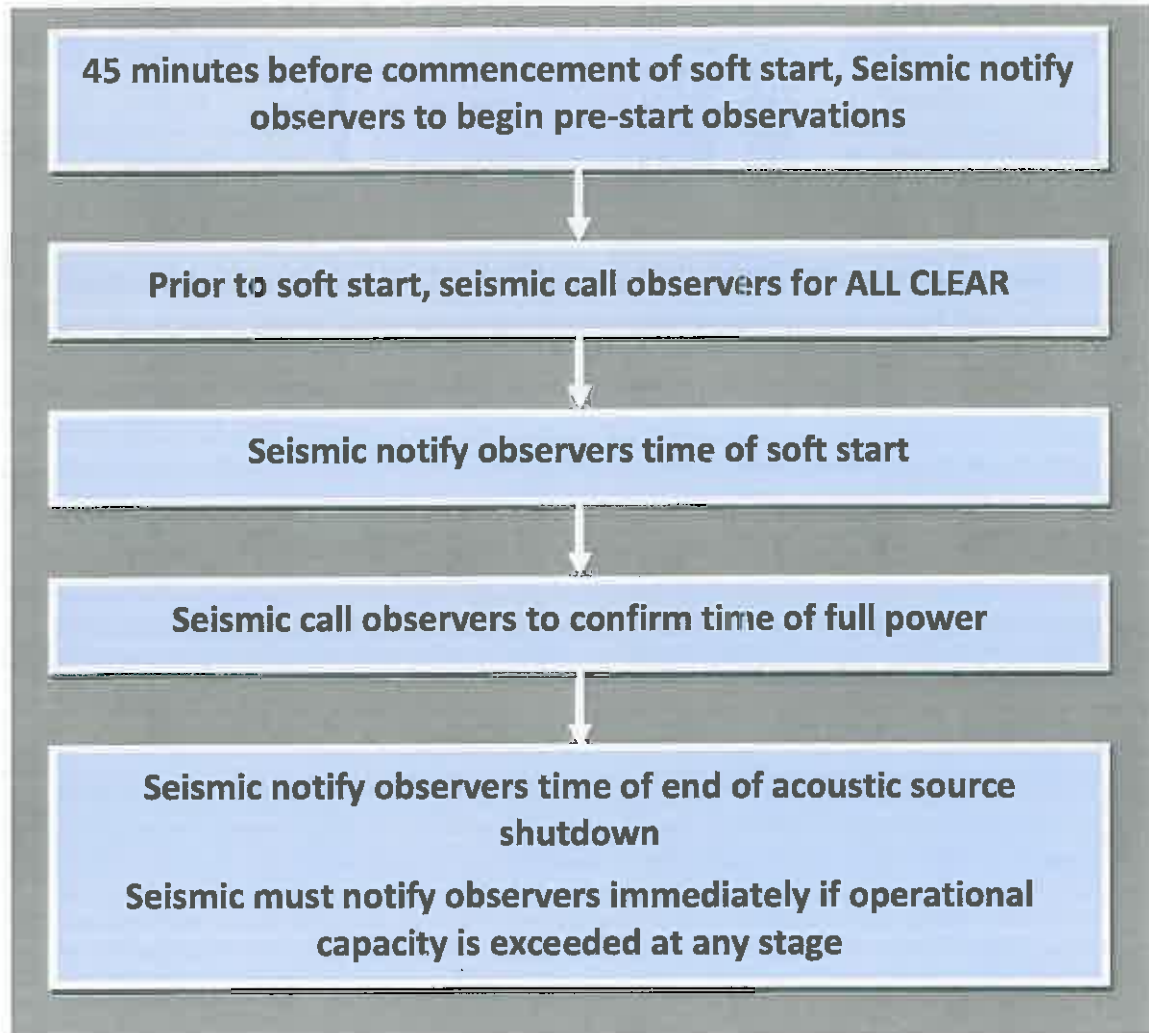 45 minutes before commencement of soft start, Seismic notify
observers to begin pre-start observations
Prior to soft start, seismic call observers for ALL CLEAR
Seismic notify observers time of soft start
Seismic call observers to confirm time of full power
Seismic notify observers time of end of acoustic source
shutdown
Seismic must notify observers immediately if operational
capacity is exceeded at any stage